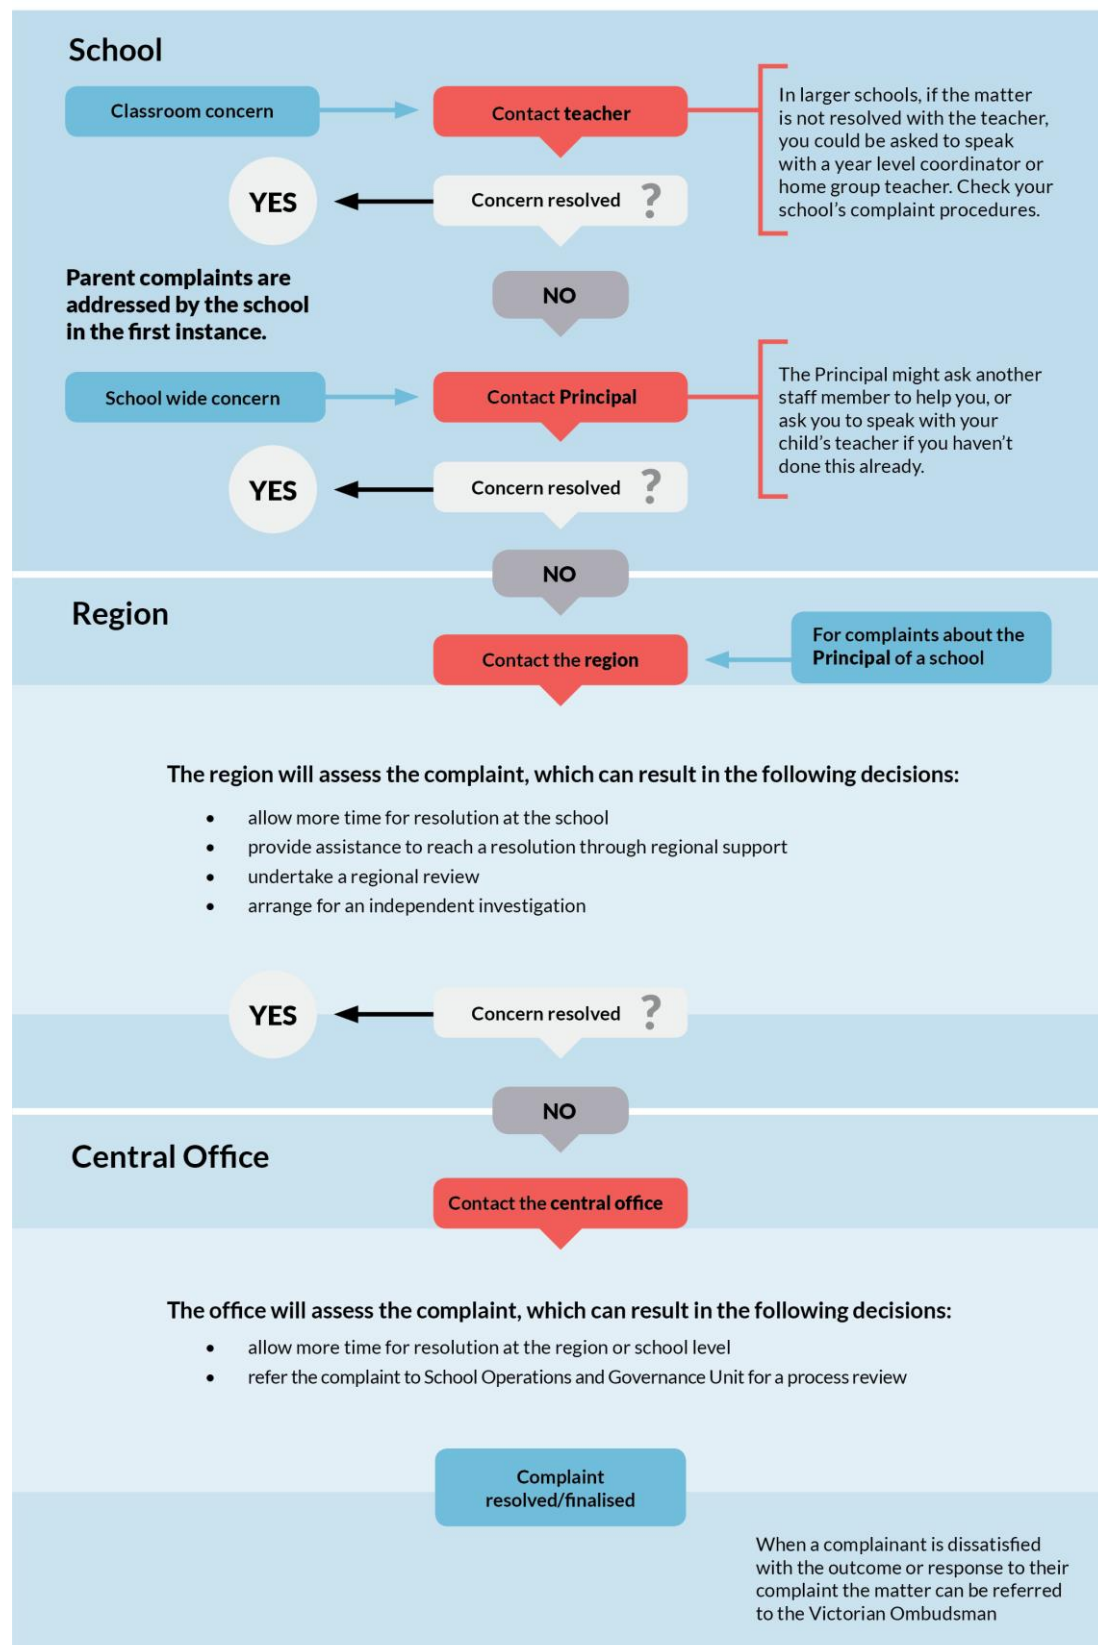 School
Classroom concern
Contact teacher
In larger schools, if the matter
is not resolved with the teacher,
you could be asked to speak
with a year level coordinator or
home group teacher. Check your
school’s complaint procedures.
YES
Concern resolved ?
Parent complaints are
addressed by the school
in the first instance.
NO
School wide concern
Contact Principal
The Principal might ask another
staff member to help you, or
ask you to speak with your
child’s teacher if you haven’t
done this already.
YES
Concern resolved ?
NO
Region
Contact the region
For complaints about the
Principal of a school
The region will assess the complaint, which can result in the following decisions:
• allow more time for resolution at the school
• provide assistance to reach a resolution through regional support
• undertake a regional review
• arrange for an independent investigation
YES
Concern resolved ?
NO
Central Office
Contact the central office
The office will assess the complaint, which can result in the following decisions:
• allow more time for resolution at the region or school level
• refer the complaint to School Operations and Governance Unit for a process review
Complaint
resolved/finalised
When a complainant is dissatisfied
with the outcome or response to their
complaint the matter can be referred
to the Victorian Ombudsman